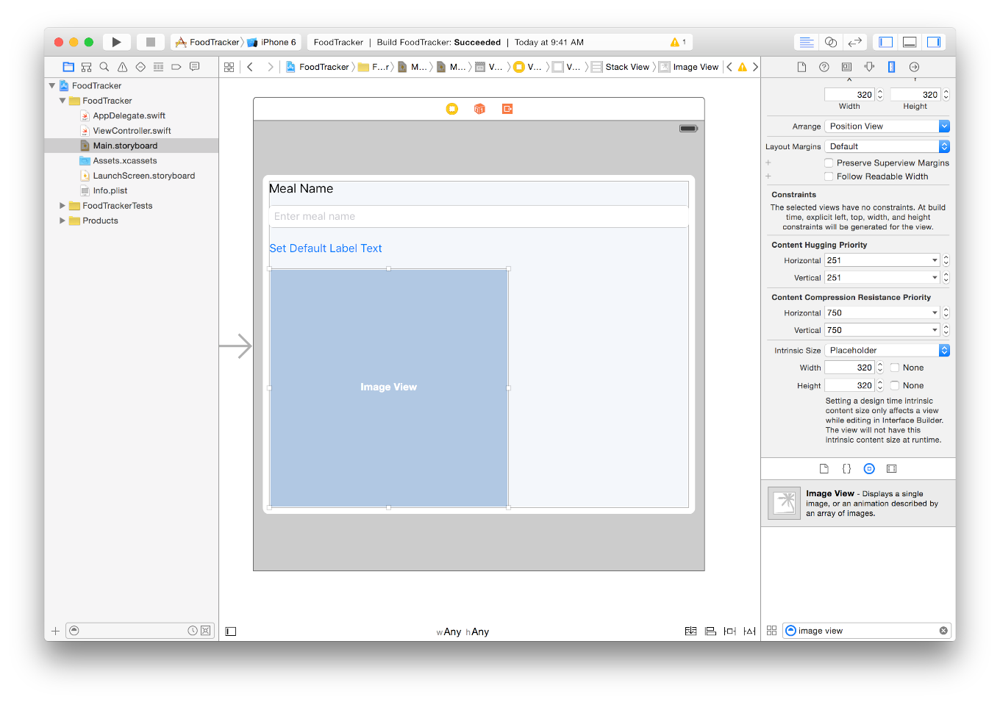 FoodTracker iPhone 6
FoodTracker | Build FoodTracker: Succeeded | Today at 9:41 AM
1
FoodTracker F...r M... M... V... V... V... Stack View Image View
FoodTracker
FoodTracker
AppDelegate.swift
ViewController.swift
Main.storyboard
Assets.xcassets
LaunchScreen.storyboard
Info.plist
FoodTrackerTests
Products
Meal Name
Enter meal name
Set Default Label Text
Image View
wAny hAny
X Y
320 320
Width Height
Arrange Position View
Layout Margins Default
+ Preserve Superview Margins
+ Follow Readable Width
Constraints
The selected views have no constraints. At build
time, explicit left, top, width, and height
constraints will be generated for the view.
Content Hugging Priority
Horizontal 251
Vertical 251
Content Compression Resistance Priority
Horizontal 750
Vertical 750
Intrinsic Size Placeholder
Width 320 None
Height 320 None
Setting a design time intrinsic
content size only affects a view
while editing in Interface Builder.
The view will not have this
intrinsic content size at runtime.
{}
Image View - Displays a single
image, or an animation described by
an array of images.
image view